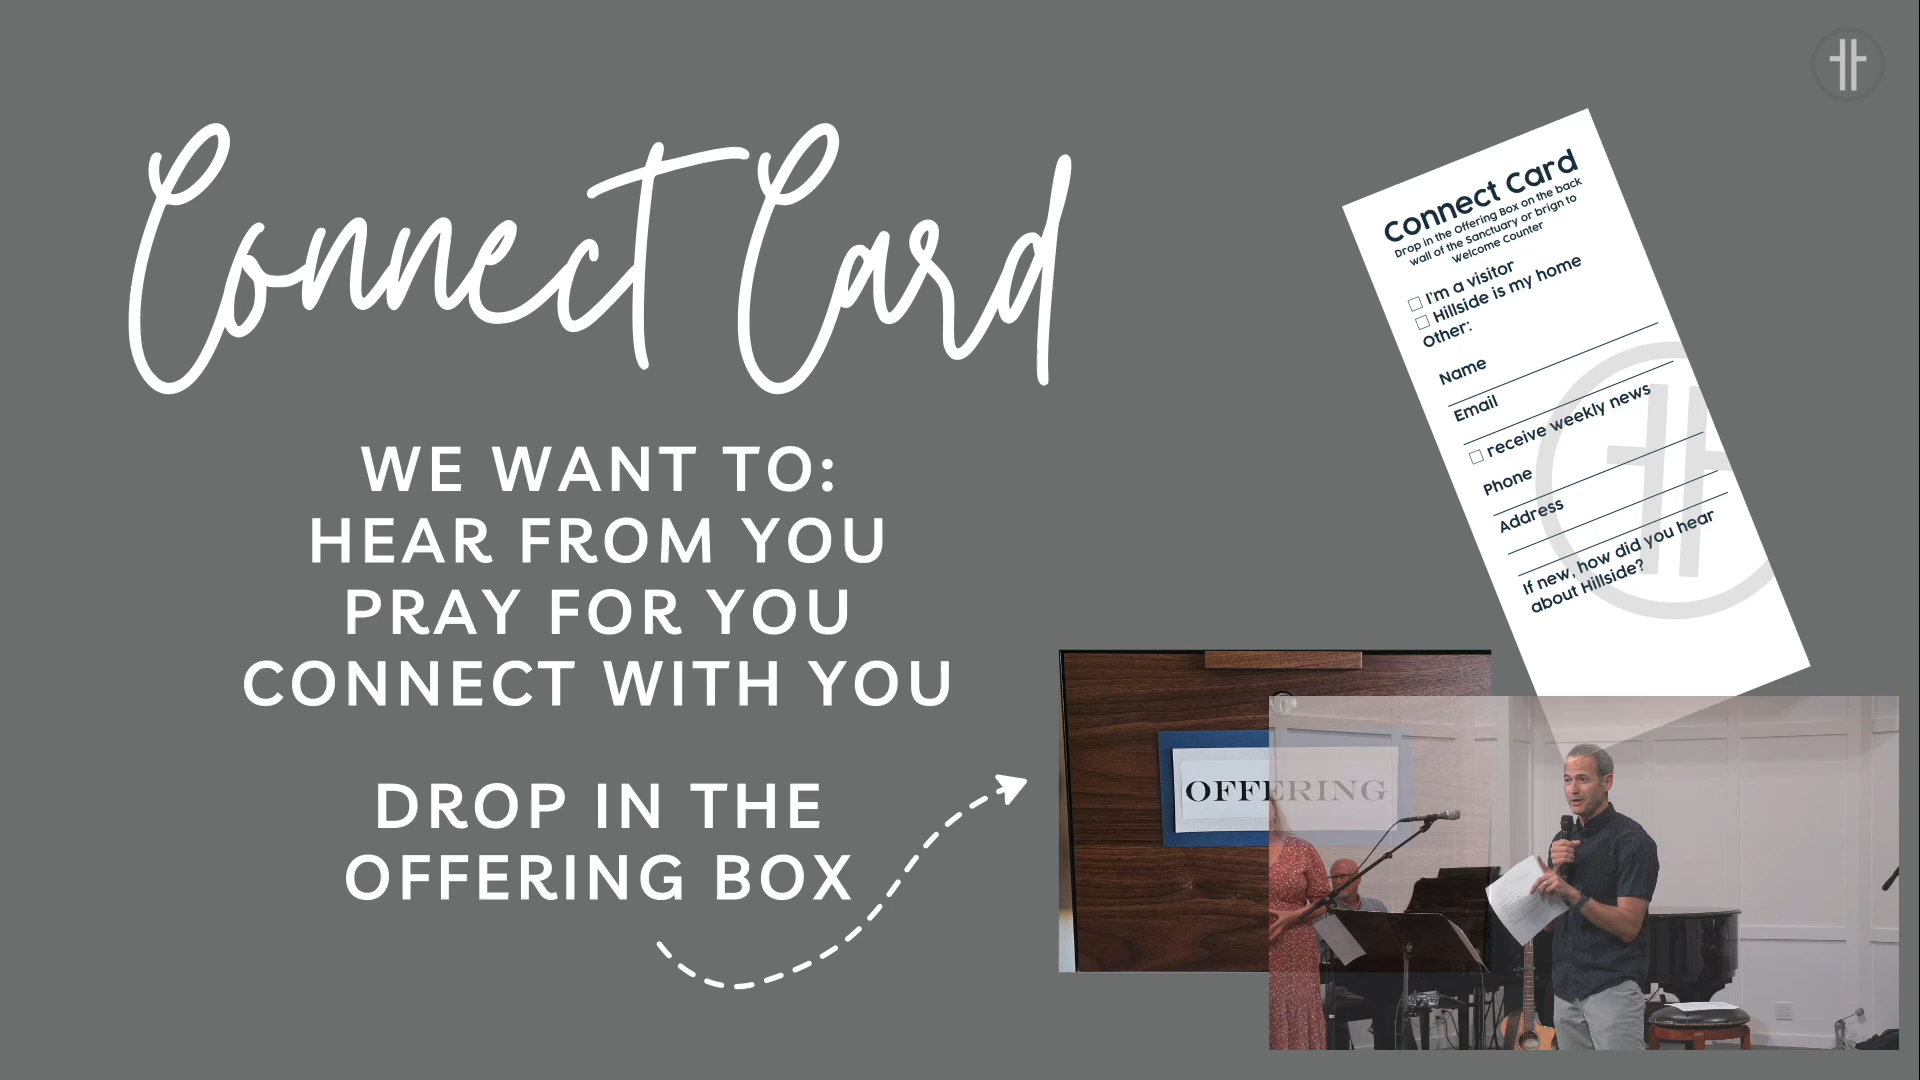 Connect Card
WE WANT TO:
HEAR FROM YOU
PRAY FOR YOU
CONNECT WITH YOU
DROP IN THE
OFFERING BOX
Connect Card
Drop in the Offering Box on the back
wall of the Sanctuary or brign to
Welcome Counter
I'm a visitor
Hillside is my home
Other:
Name
Email
receive weekly news
Phone
Address
If new, how did you hear
about Hillside?
OFFERING